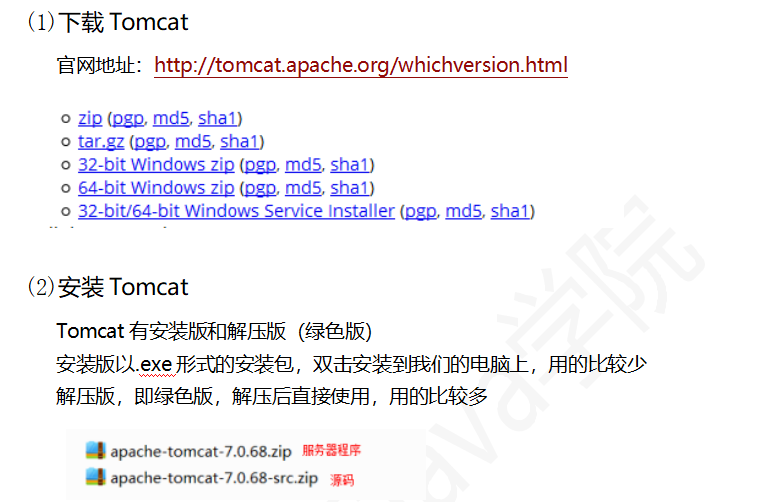 (1)下载 Tomcat
官网地址：http://tomcat.apache.org/whichversion.html
zip (pgp, md5, sha1)
tar.gz (pgp, md5, sha1)
32-bit Windows zip (pgp, md5, sha1)
64-bit Windows zip (pgp, md5, sha1)
32-bit/64-bit Windows Service Installer (pgp, md5, sha1)
(2)安装 Tomcat
Tomcat 有安装版和解压版（绿色版）
安装版以.exe 形式的安装包，双击安装到我们的电脑上，用的比较少
解压版，即绿色版，解压后直接使用，用的比较多
apache-tomcat-7.0.68.zip 服务器程序
apache-tomcat-7.0.68-src.zip 源码
Java学院